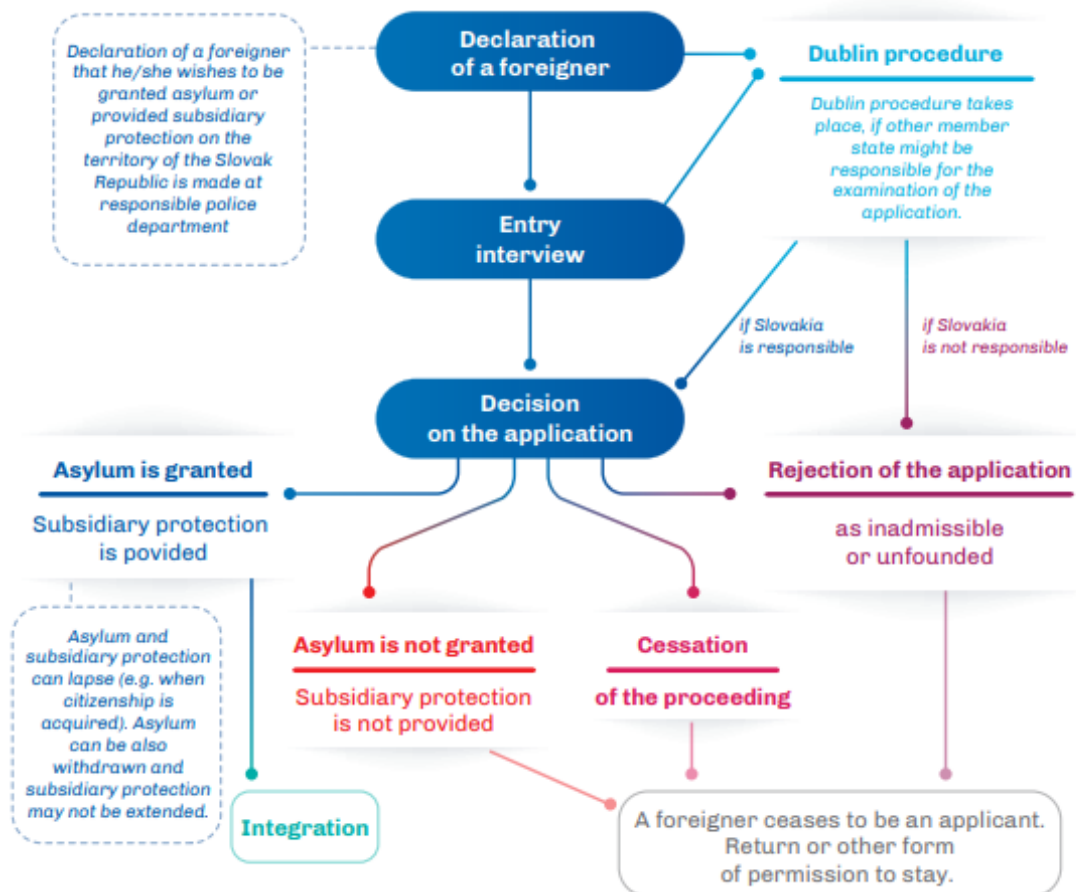 Declaration
of a foreigner
Declaration of a foreigner
that he/she wishes to be
granted asylum or
provided subsidiary
protection on the
territory of the Slovak
Republic is made at
responsible police
department
Dublin procedure
Dublin procedure takes
place, if other member
state might be
responsible for the
examination of the
application.
Entry
interview
if Slovakia
is responsible
if Slovakia
is not responsible
Decision
on the application
Asylum is granted
Subsidiary protection
is povided
Rejection of the application
as inadmissible
or unfounded
Asylum and
subsidiary protection
can lapse (e.g. when
citizenship is
acquired). Asylum
can be also
withdrawn and
subsidiary protection
may not be extended.
Asylum is not granted
Subsidiary protection
is not provided
Cessation
of the proceeding
Integration
A foreigner ceases to be an applicant.
Return or other form
of permission to stay.